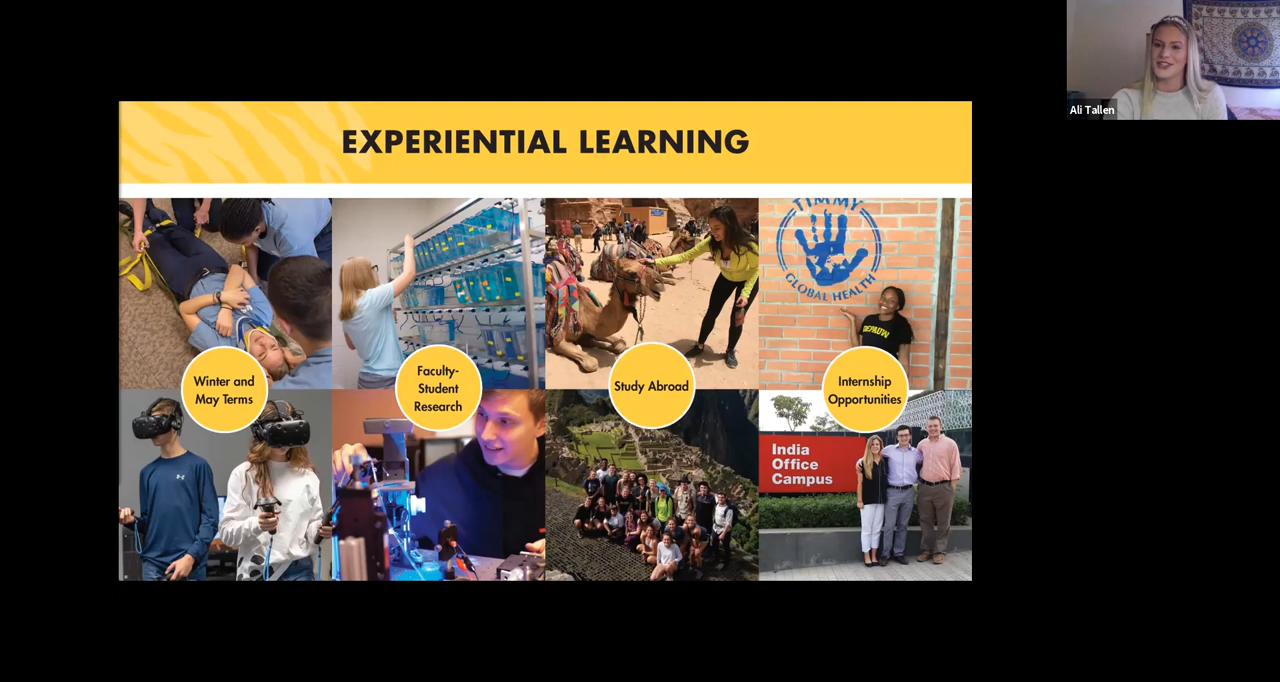 Ali Tallen
EXPERIENTIAL LEARNING
TIMMY
GLOBAL HEALTH
DEPAUW
Winter and
May Terms
Faculty-
Student
Research
Study Abroad
Internship
Opportunities
India
Office
Campus